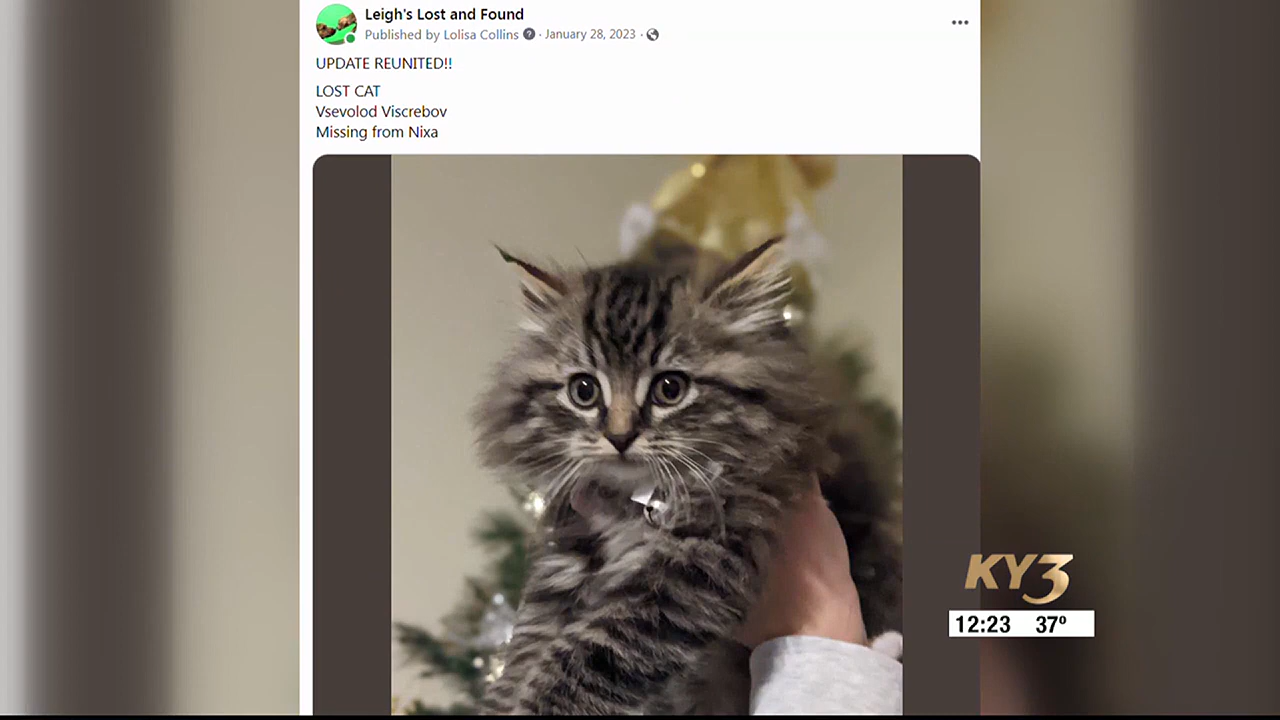 Leigh's Lost and Found
Published by Lolisa Collins · January 28, 2023 ·
UPDATE REUNITED!!
LOST CAT
Vsevolod Viscrebov
Missing from Nixa
KY3
12:23 37º